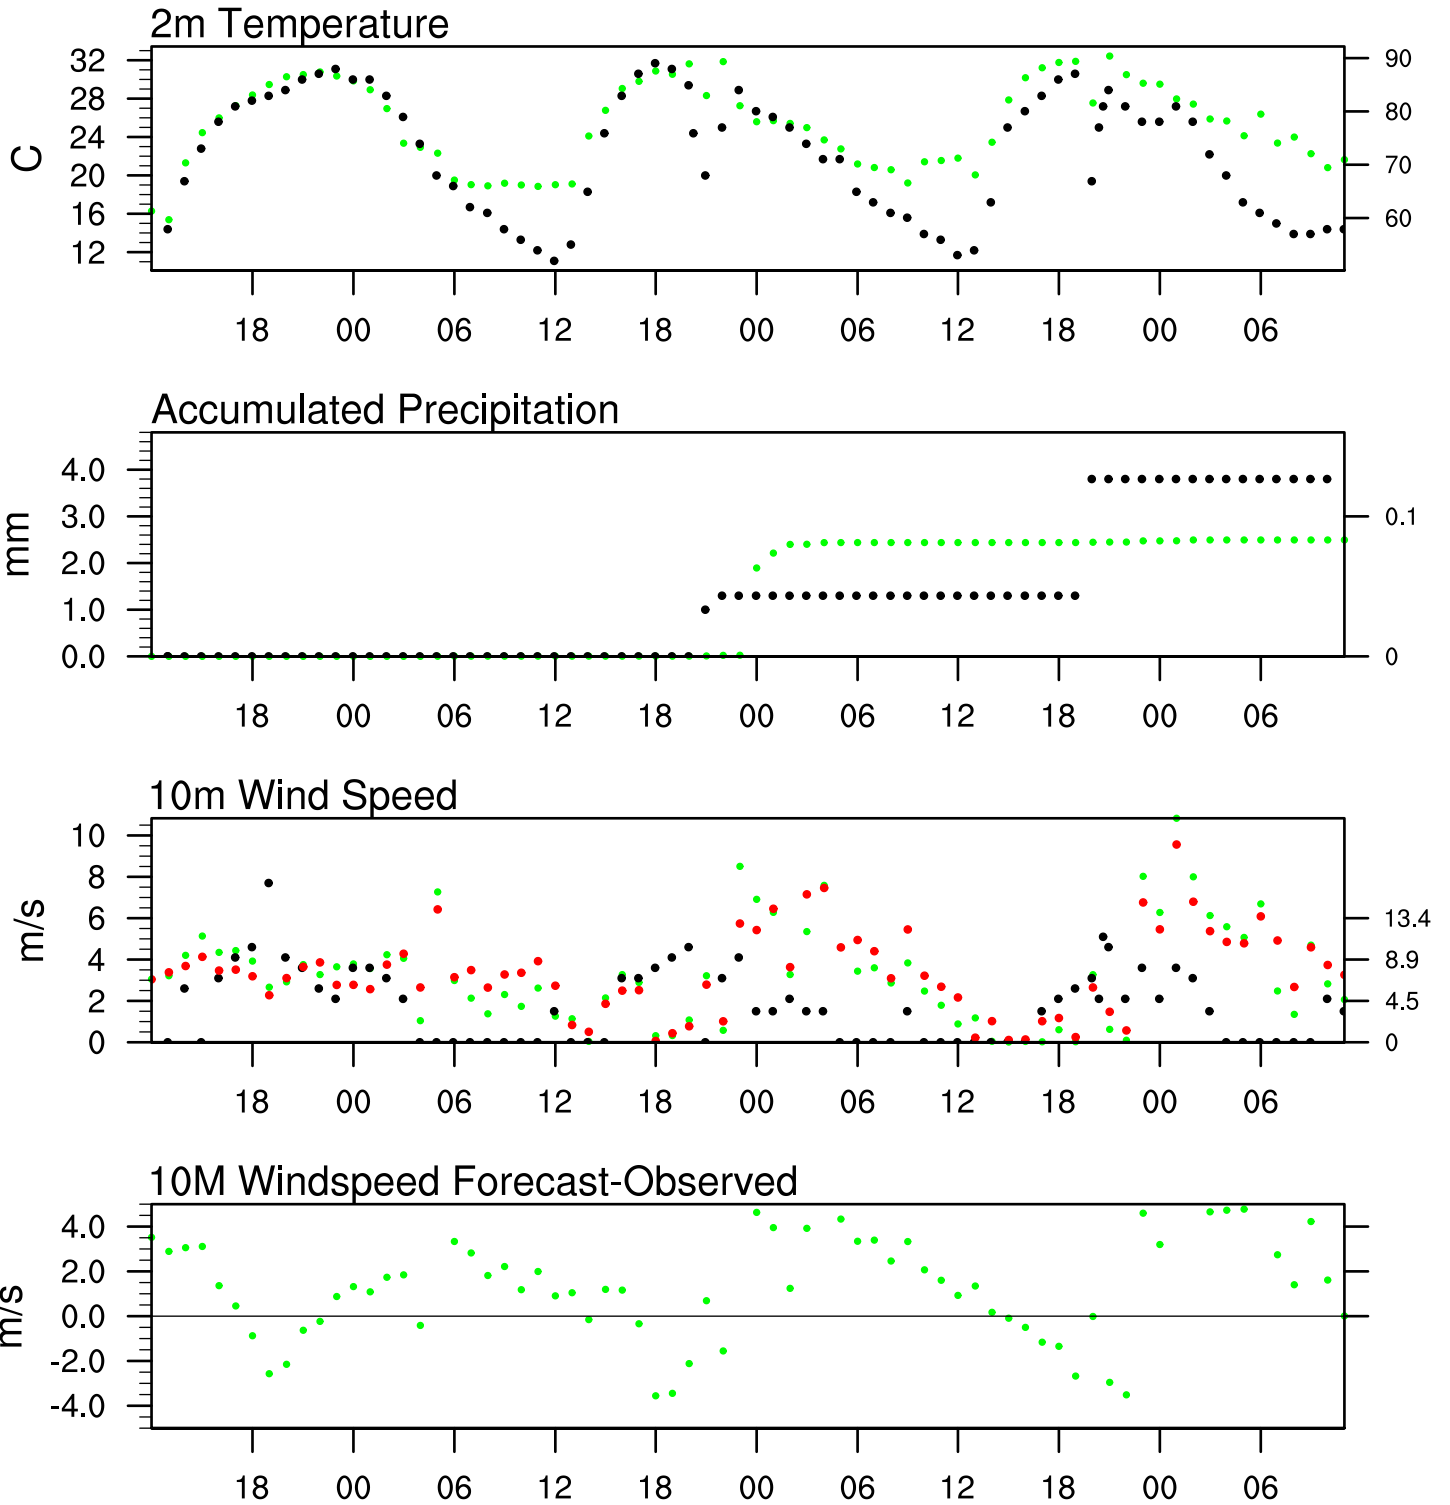 2m Temperature
32
28
24
20
16
12
C
90
80
70
60
18 00 06 12 18 00 06 12 18 00 06
Accumulated Precipitation
4.0
3.0
2.0
1.0
0.0
mm
0.1
0
18 00 06 12 18 00 06 12 18 00 06
10m Wind Speed
10
8
6
4
2
0
m/s
13.4
8.9
4.5
0
18 00 06 12 18 00 06 12 18 00 06
10M Windspeed Forecast-Observed
4.0
2.0
0.0
-2.0
-4.0
m/s
18 00 06 12 18 00 06 12 18 00 06